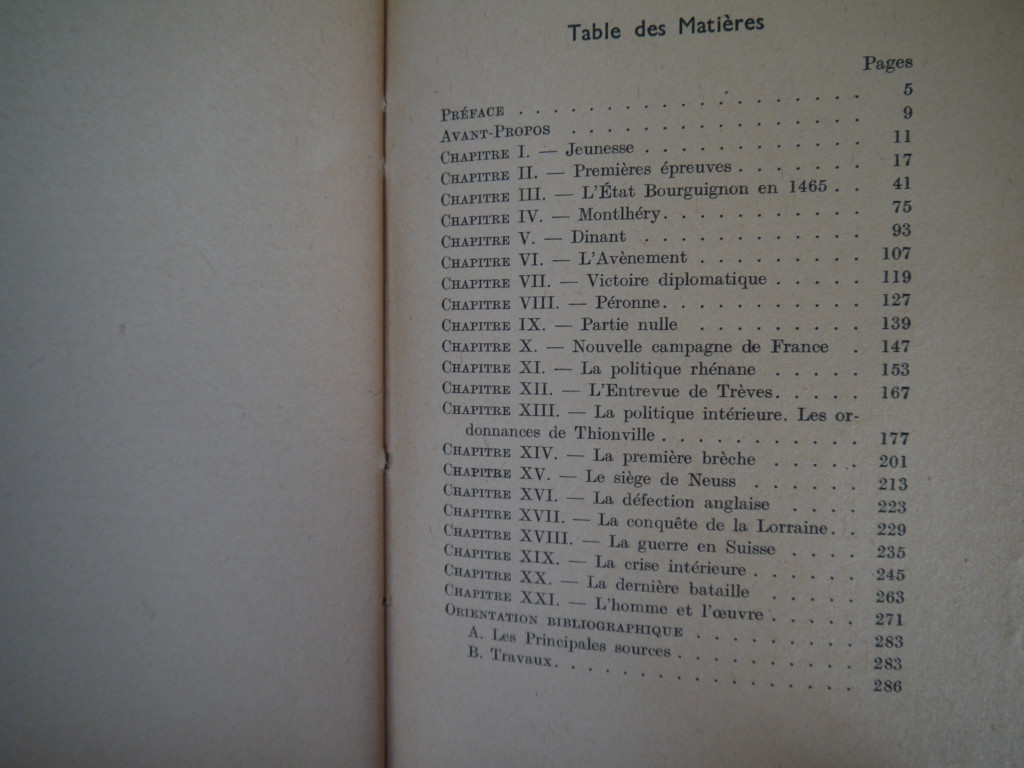 Table des Matières
Pages
PRÉFACE . . . . . . . . . . . . . . . . . . 5
AVANT-PROPOS . . . . . . . . . . . . . . . 9
CHAPITRE I. — Jeunesse . . . . . . . . . . . 11
CHAPITRE II. — Premières épreuves . . . . . . 17
CHAPITRE III. — L'État Bourguignon en 1465 . . 41
CHAPITRE IV. — Montlhéry. . . . . . . . . . 75
CHAPITRE V. — Dinant . . . . . . . . . . . 93
CHAPITRE VI. — L'Avènement . . . . . . . . 107
CHAPITRE VII. — Victoire diplomatique . . . . . 119
CHAPITRE VIII. — Péronne. . . . . . . . . . 127
CHAPITRE IX. — Partie nulle . . . . . . . . 139
CHAPITRE X. — Nouvelle campagne de France . 147
CHAPITRE XI. — La politique rhénane . . . . . 153
CHAPITRE XII. — L'Entrevue de Trèves. . . . . 167
CHAPITRE XIII. — La politique intérieure. Les or-
donnances de Thionville . . . . . . . . . . 177
CHAPITRE XIV. — La première brèche . . . . . 201
CHAPITRE XV. — Le siège de Neuss . . . . . . 213
CHAPITRE XVI. — La défection anglaise . . . . 223
CHAPITRE XVII. — La conquête de la Lorraine. . 229
CHAPITRE XVIII. — La guerre en Suisse . . . . 235
CHAPITRE XIX. — La crise intérieure . . . . . . 245
CHAPITRE XX. — La dernière bataille . . . . . 263
CHAPITRE XXI. — L'homme et l'œuvre . . . . . 271
ORIENTATION BIBLIOGRAPHIQUE . . . . . . . . 283
A. Les Principales sources . . . . . . . . . . 283
B. Travaux. . . . . . . . . . . . . . . . 286